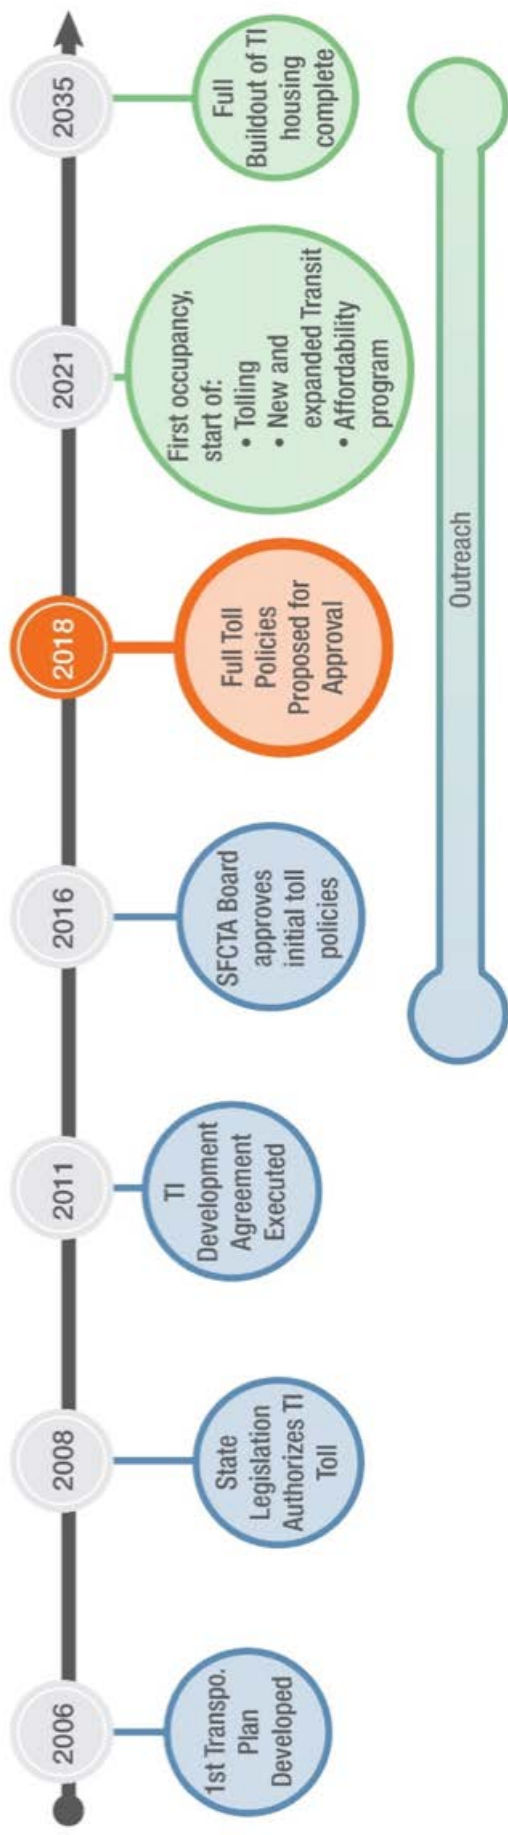 2006
1st Transpo.
Plan
Developed
2008
State
Legislation
Authorizes TI
Toll
2011
TI
Development
Agreement
Executed
2016
SFCTA Board
approves
initial toll
policies
2018
Full Toll
Policies
Proposed for
Approval
2021
First occupancy,
start of:
• Tolling
• New and
expanded Transit
• Affordability
program
2035
Full
Buildout of TI
housing
complete
Outreach